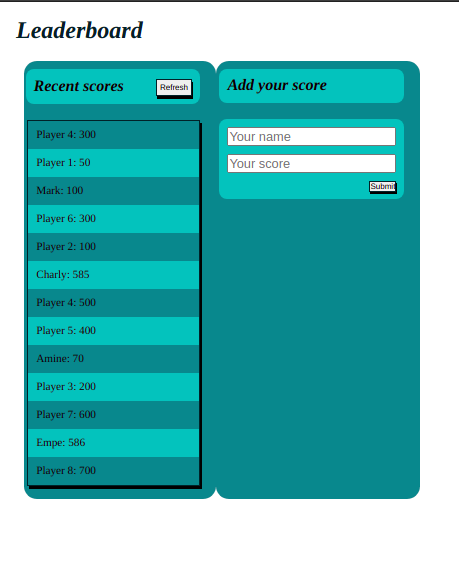 Leaderboard
Recent scores
Refresh
Player 4: 300
Player 1: 50
Mark: 100
Player 6: 300
Player 2: 100
Charly: 585
Player 4: 500
Player 5: 400
Amine: 70
Player 3: 200
Player 7: 600
Empe: 586
Player 8: 700
Add your score
Your name
Your score
Submit